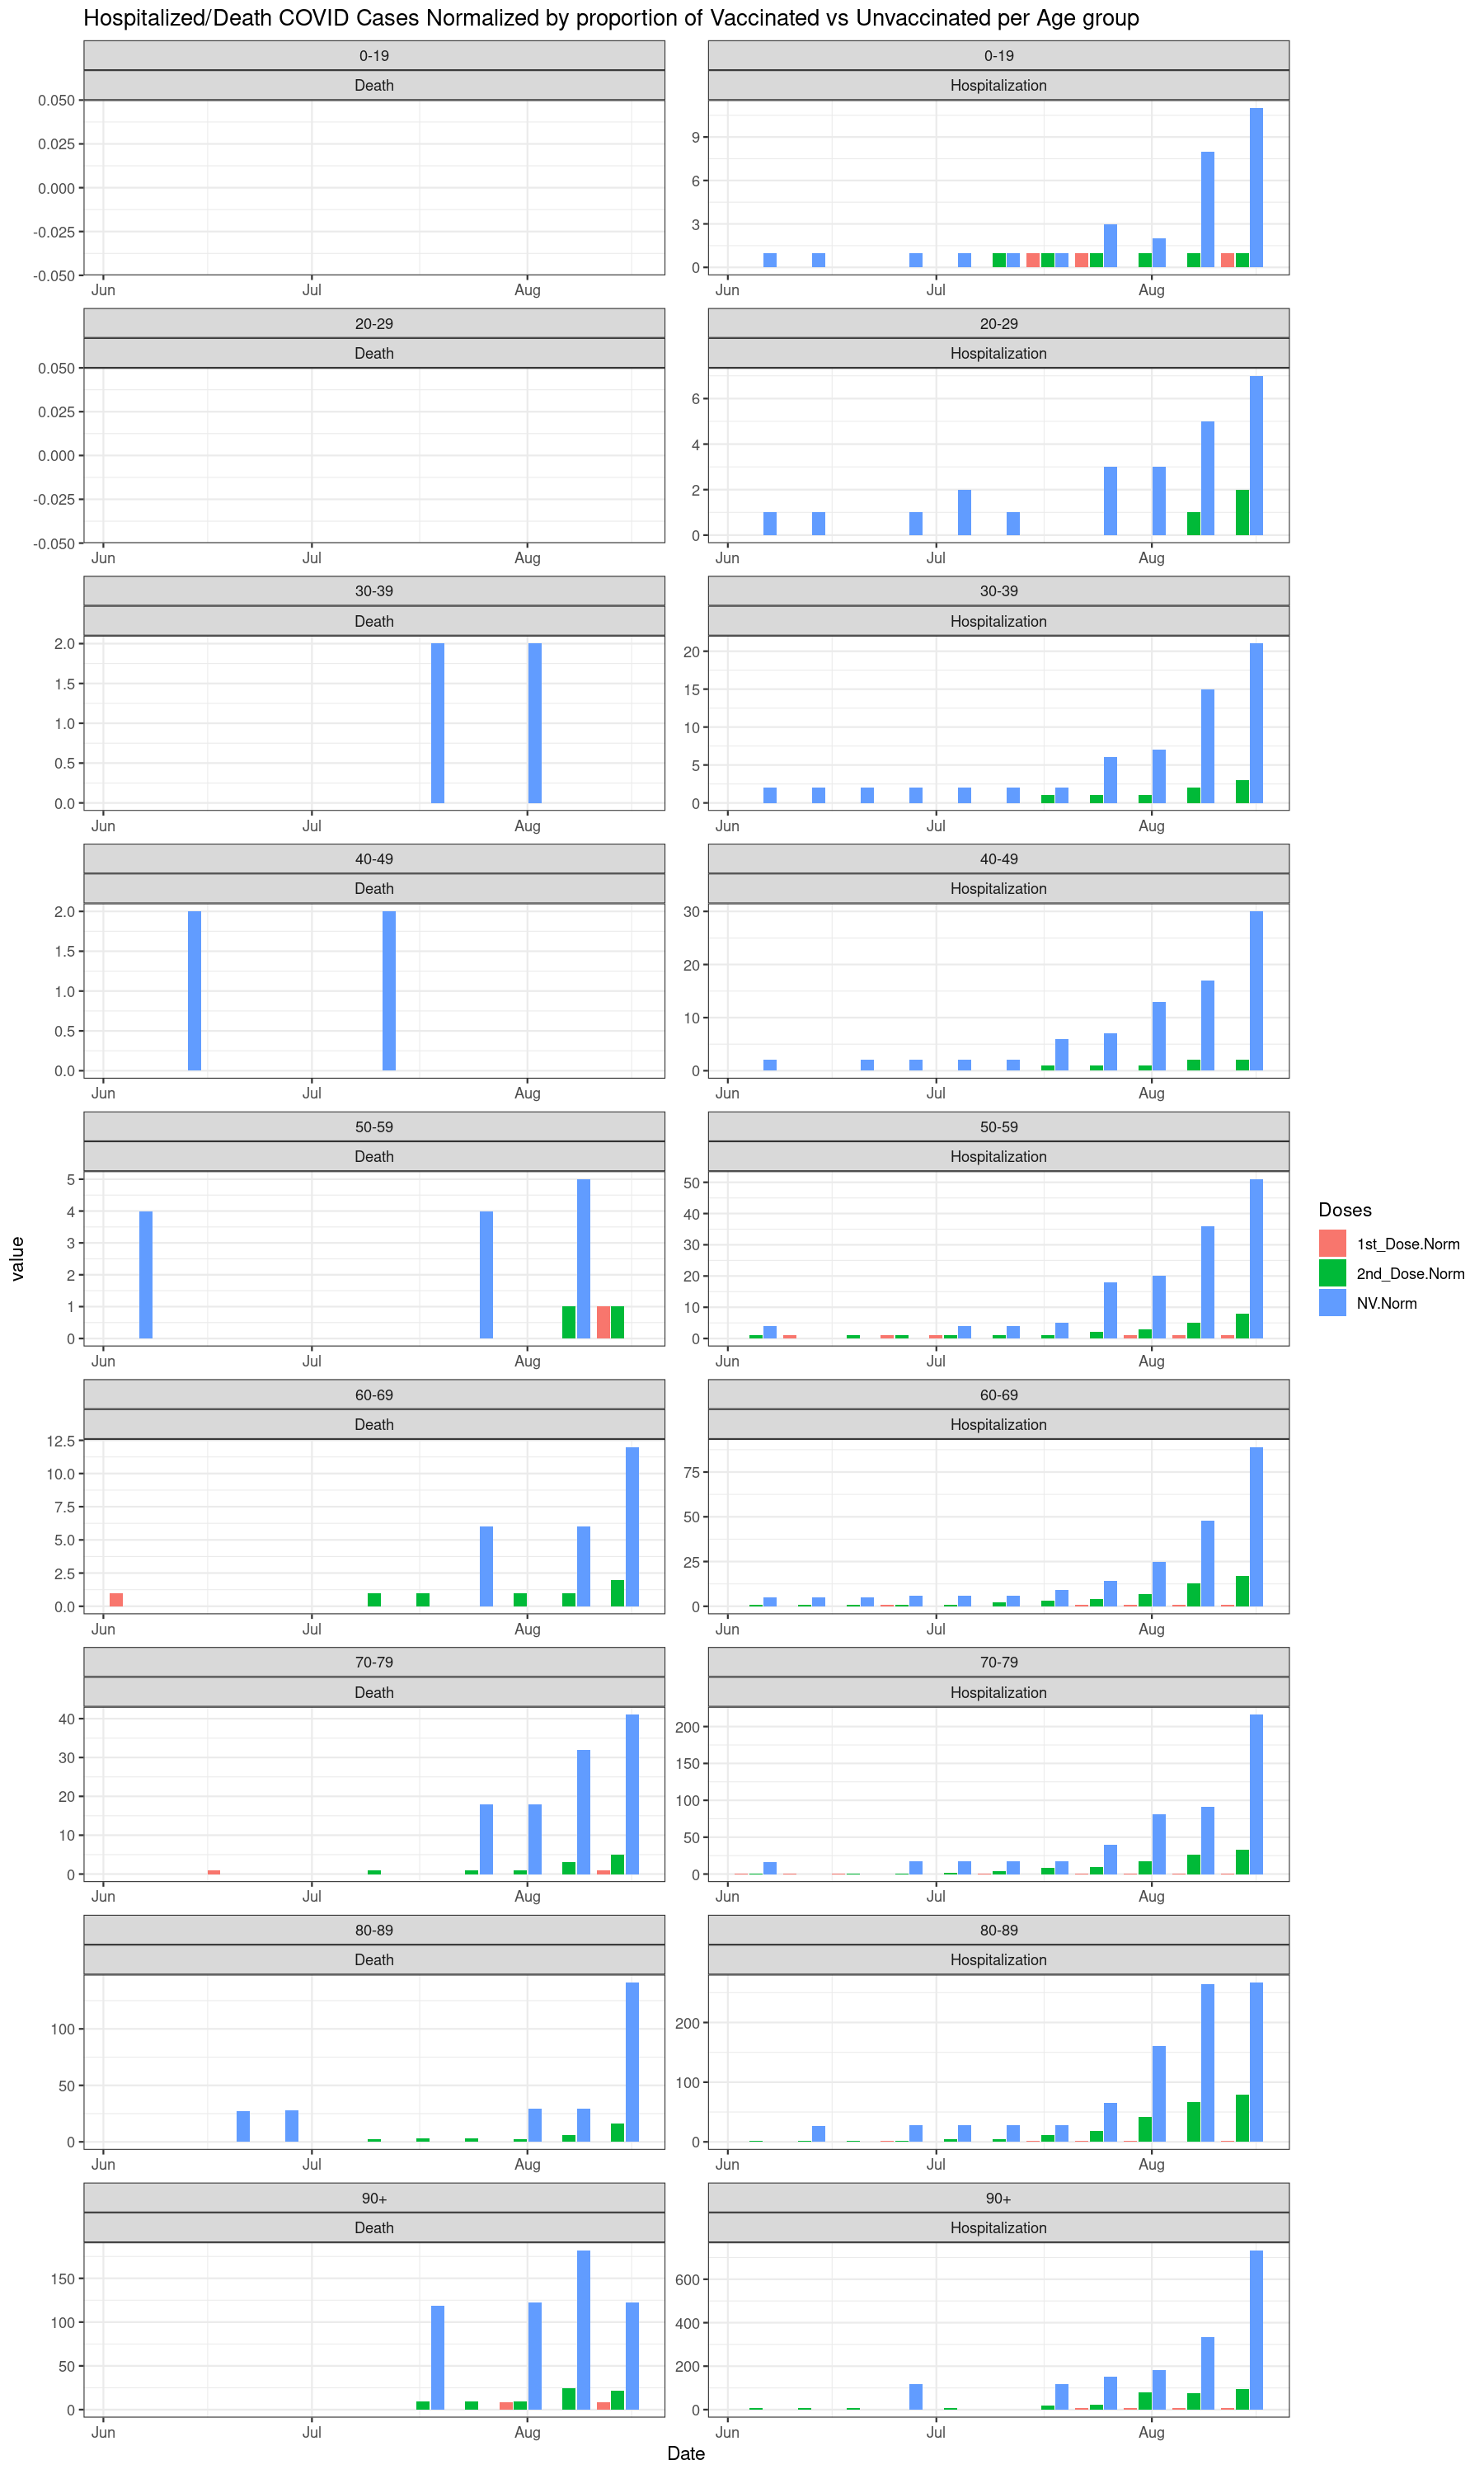 Hospitalized/Death COVID Cases Normalized by proportion of Vaccinated vs Unvaccinated per Age group
0-19
Death
0.050
0.025
0.000
-0.025
-0.050
Jun Jul Aug
0-19
Hospitalization
9
6
3
0
Jun Jul Aug
20-29
Death
0.050
0.025
0.000
-0.025
-0.050
Jun Jul Aug
20-29
Hospitalization
6
4
2
0
Jun Jul Aug
30-39
Death
2.0
1.5
1.0
0.5
0.0
Jun Jul Aug
30-39
Hospitalization
20
15
10
5
0
Jun Jul Aug
40-49
Death
2.0
1.5
1.0
0.5
0.0
Jun Jul Aug
40-49
Hospitalization
30
20
10
0
Jun Jul Aug
50-59
Death
5
4
3
2
1
0
Jun Jul Aug
50-59
Hospitalization
50
40
30
20
10
0
Jun Jul Aug
60-69
Death
12.5
10.0
7.5
5.0
2.5
0.0
Jun Jul Aug
60-69
Hospitalization
75
50
25
0
Jun Jul Aug
70-79
Death
40
30
20
10
0
Jun Jul Aug
70-79
Hospitalization
200
150
100
50
0
Jun Jul Aug
80-89
Death
100
50
0
Jun Jul Aug
80-89
Hospitalization
200
100
0
Jun Jul Aug
90+
Death
150
100
50
0
Jun Jul Aug
90+
Hospitalization
600
400
200
0
Jun Jul Aug
value
Date
Doses
1st_Dose.Norm
2nd_Dose.Norm
NV.Norm